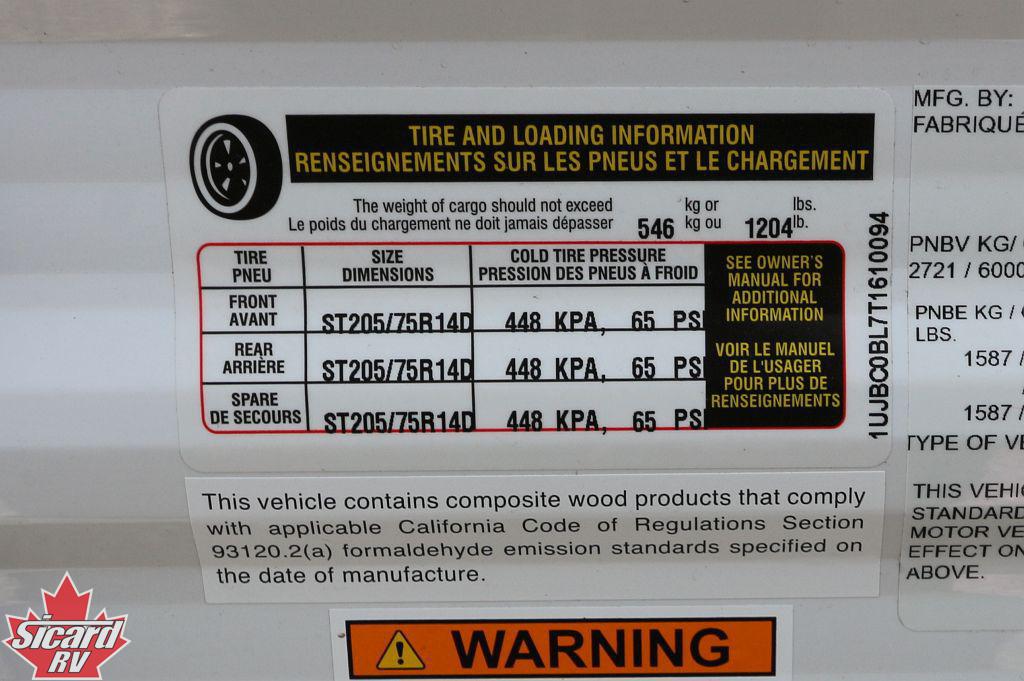 TIRE AND LOADING INFORMATION
RENSEIGNEMENTS SUR LES PNEUS ET LE CHARGEMENT
The weight of cargo should not exceed 546 kg or 1204 lbs.
Le poids du chargement ne doit jamais dépasser kg ou lb.
TIRE SIZE COLD TIRE PRESSURE
PNEU DIMENSIONS PRESSION DES PNEUS À FROID
FRONT
AVANT ST205/75R14D 448 KPA, 65 PSI
REAR
ARRIÈRE ST205/75R14D 448 KPA, 65 PSI
SPARE
DE SECOURS ST205/75R14D 448 KPA, 65 PSI
SEE OWNER'S
MANUAL FOR
ADDITIONAL
INFORMATION
VOIR LE MANUEL
DE L'USAGER
POUR PLUS DE
RENSEIGNEMENTS
1UJBC0BL7T1610094
This vehicle contains composite wood products that comply
with applicable California Code of Regulations Section
93120.2(a) formaldehyde emission standards specified on
the date of manufacture.
WARNING
MFG. BY:
FABRIQUÉ
PNBV KG/
2721 / 6000
PNBE KG /
LBS.
1587 /
1587 /
TYPE OF VE
THIS VEHI
STANDARD
MOTOR VE
EFFECT ON
ABOVE.
Sicard
RV